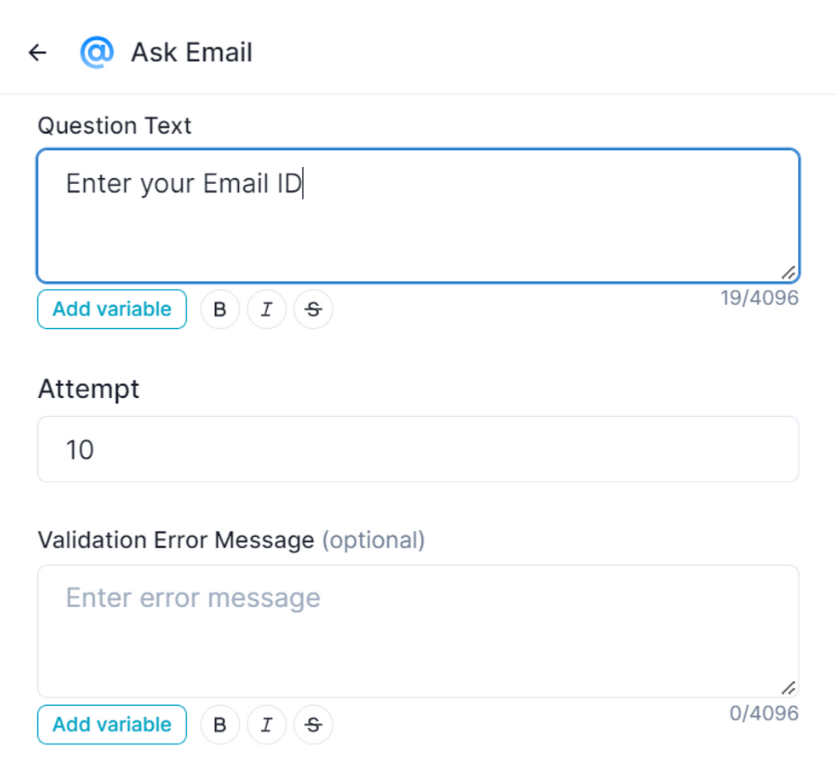 ← @ Ask Email
Question Text
Enter your Email ID
Add variable B I S 19/4096
Attempt
10
Validation Error Message (optional)
Enter error message
Add variable B I S 0/4096